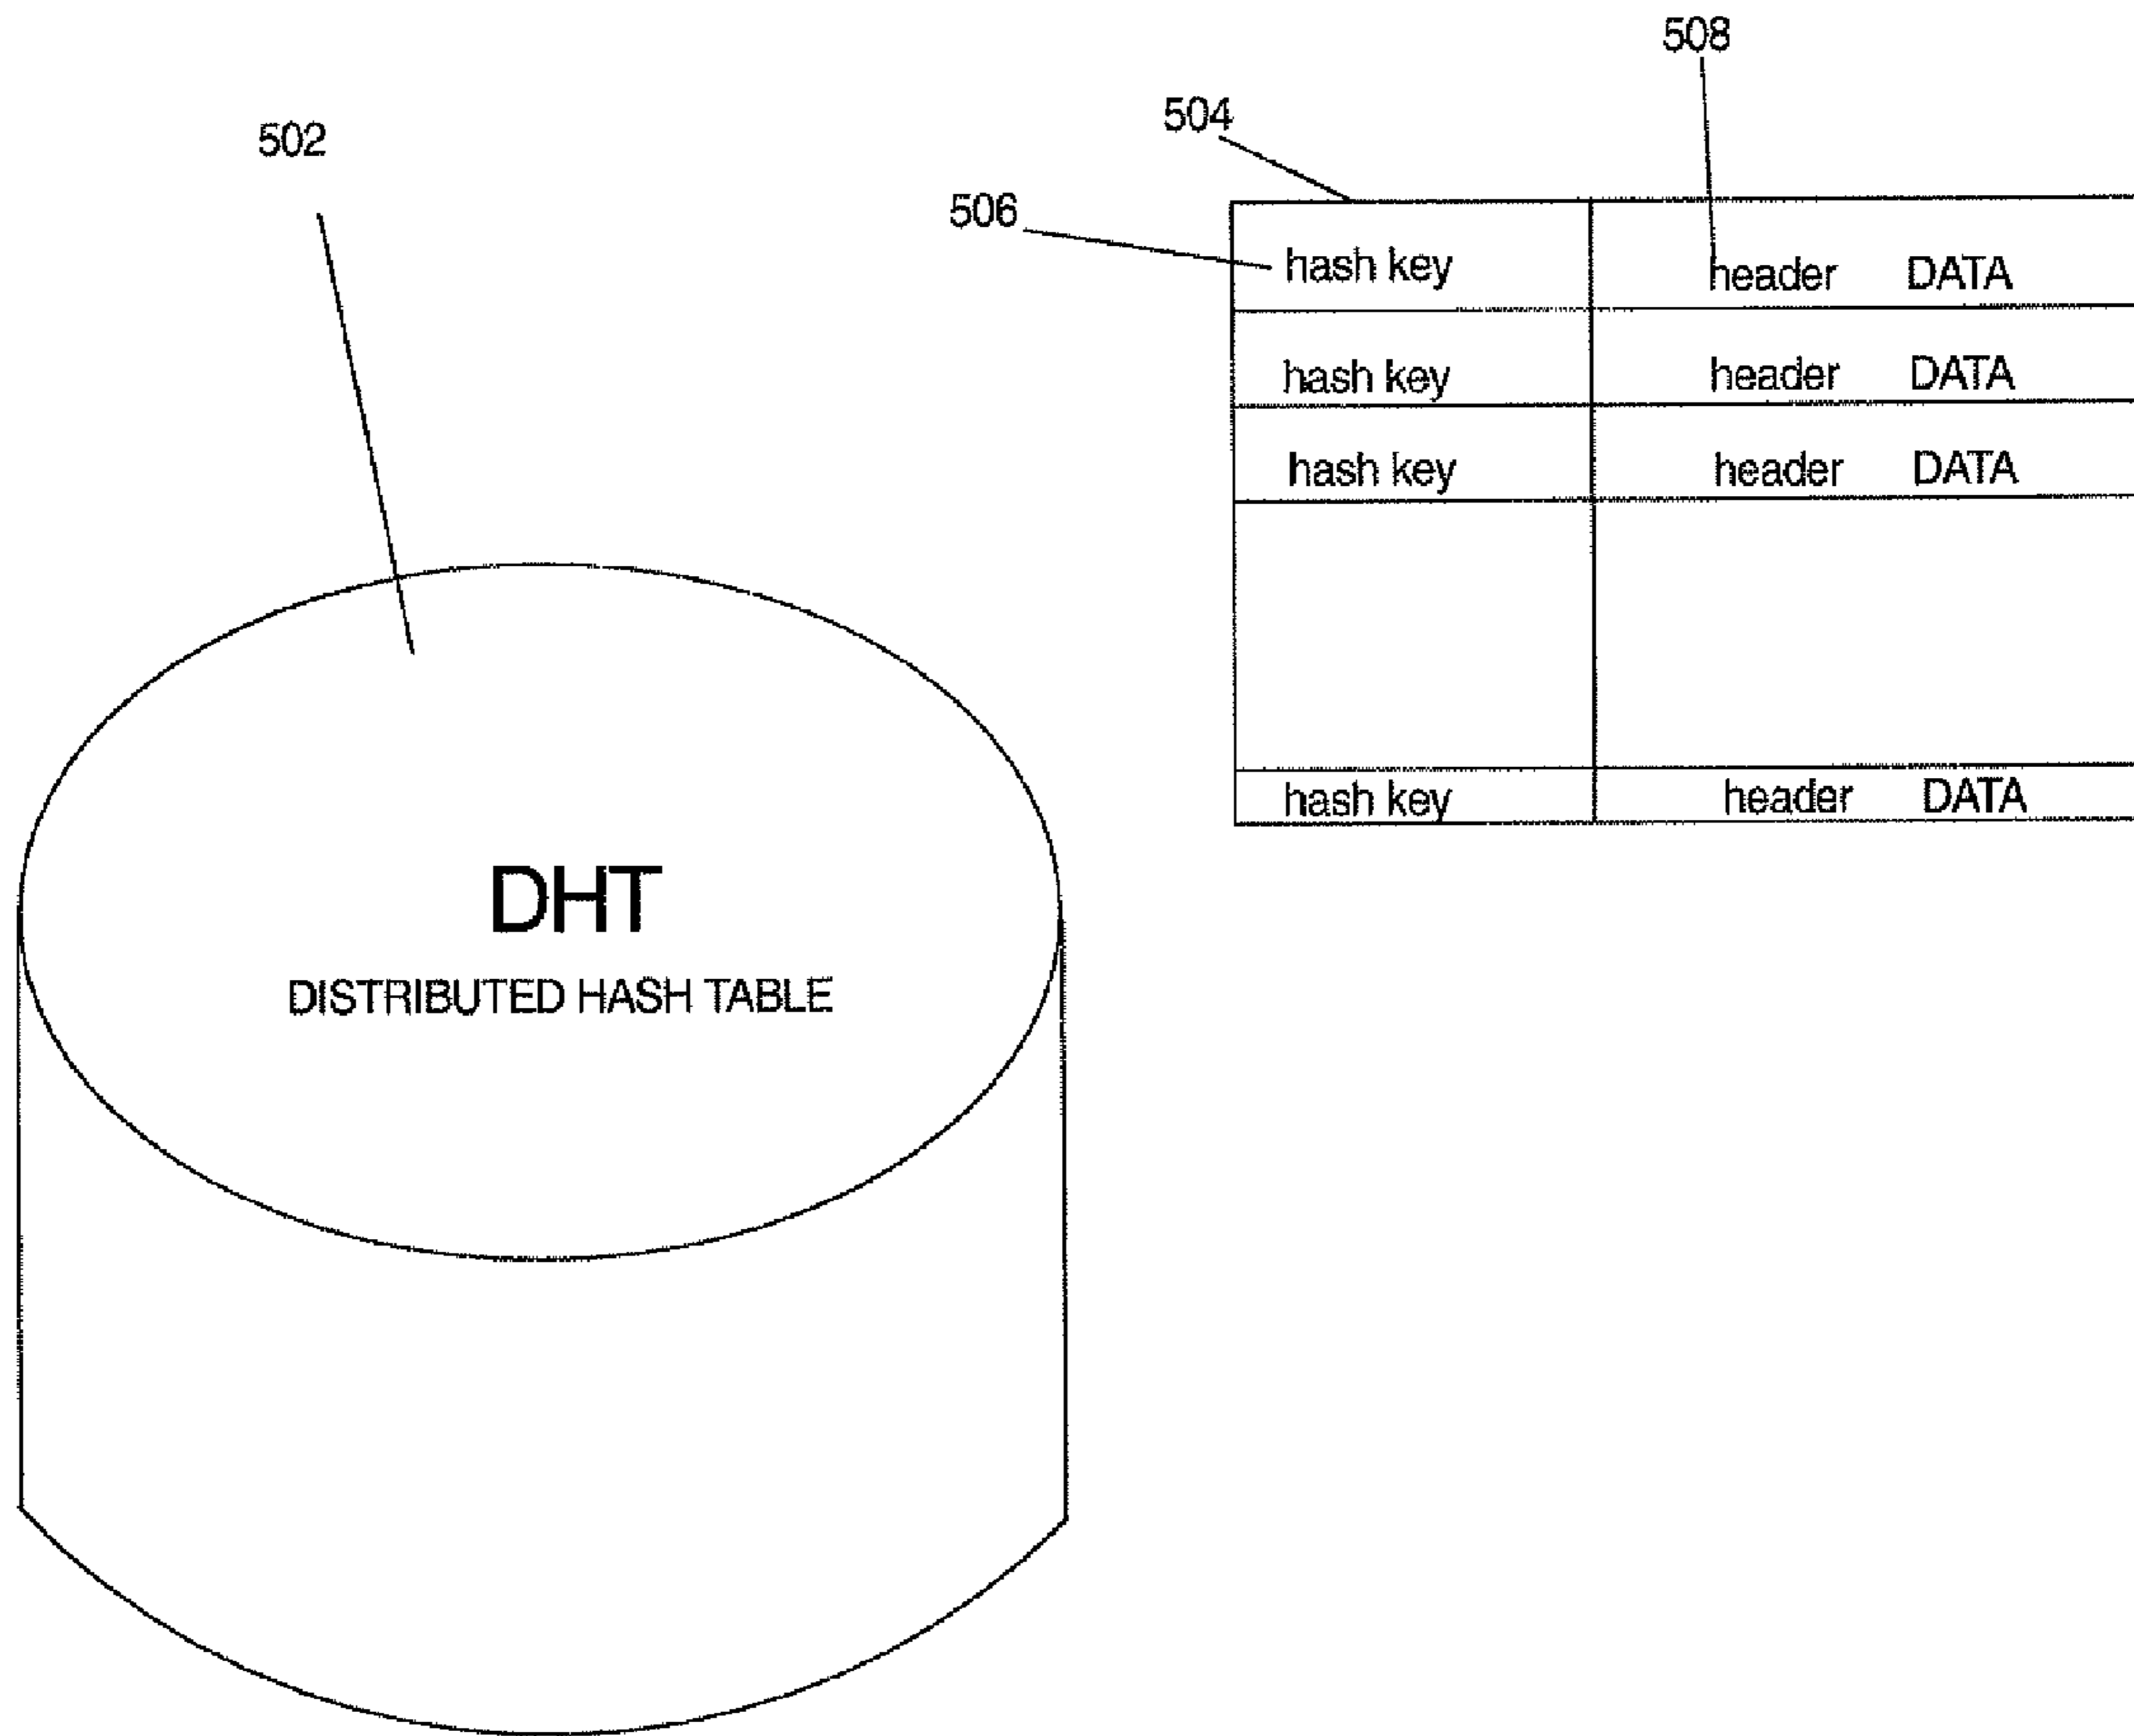 508
504
502
506
hash key header DATA
hash key header DATA
hash key header DATA
hash key header DATA
DHT
DISTRIBUTED HASH TABLE